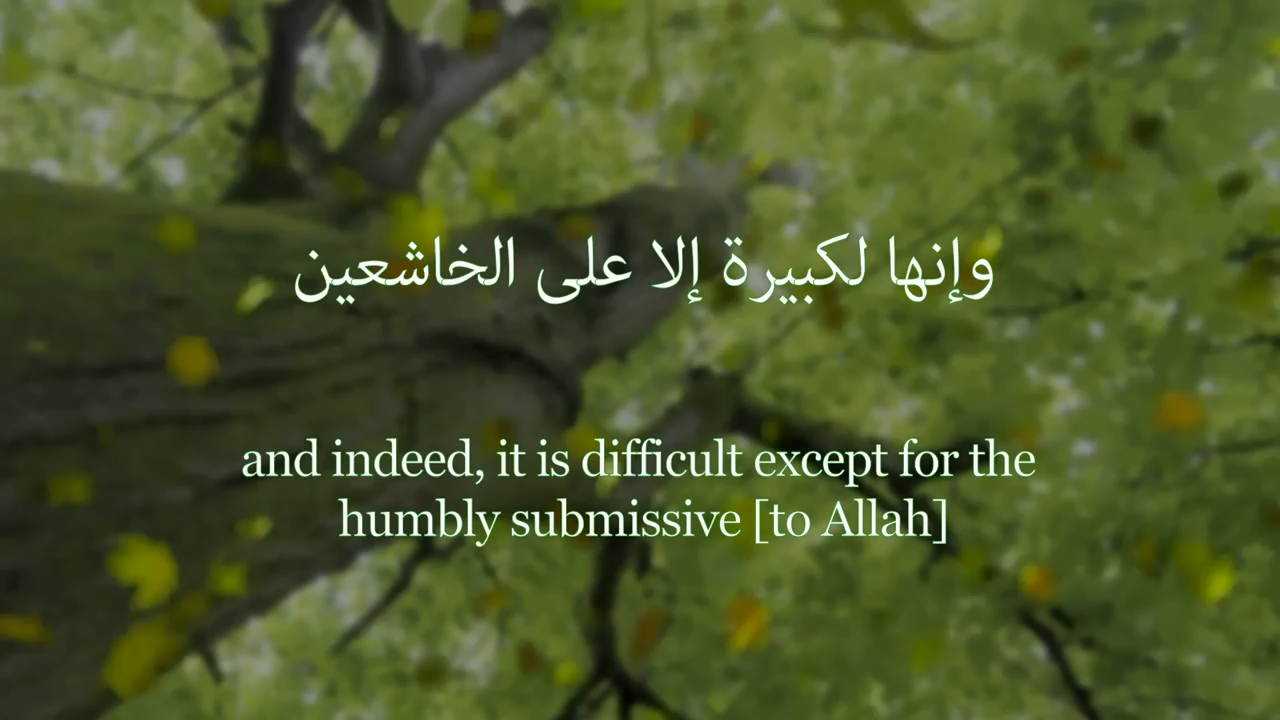 وإنها لكبيرة إلا على الخاشعين
and indeed, it is difficult except for the
humbly submissive [to Allah]